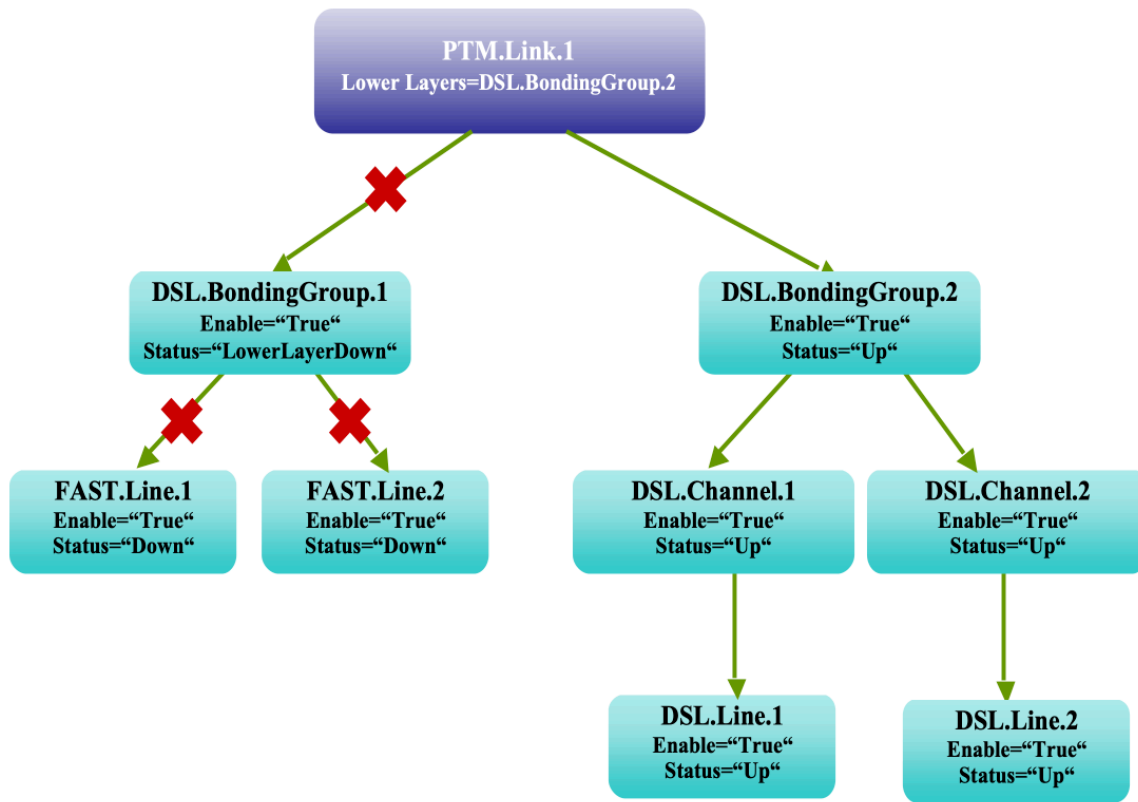 PTM.Link.1
Lower Layers=DSL.BondingGroup.2
DSL.BondingGroup.1
Enable=“True“
Status=“LowerLayerDown“
DSL.BondingGroup.2
Enable=“True“
Status=“Up“
FAST.Line.1
Enable=“True“
Status=“Down“
FAST.Line.2
Enable=“True“
Status=“Down“
DSL.Channel.1
Enable=“True“
Status=“Up“
DSL.Channel.2
Enable=“True“
Status=“Up“
DSL.Line.1
Enable=“True“
Status=“Up“
DSL.Line.2
Enable=“True“
Status=“Up“